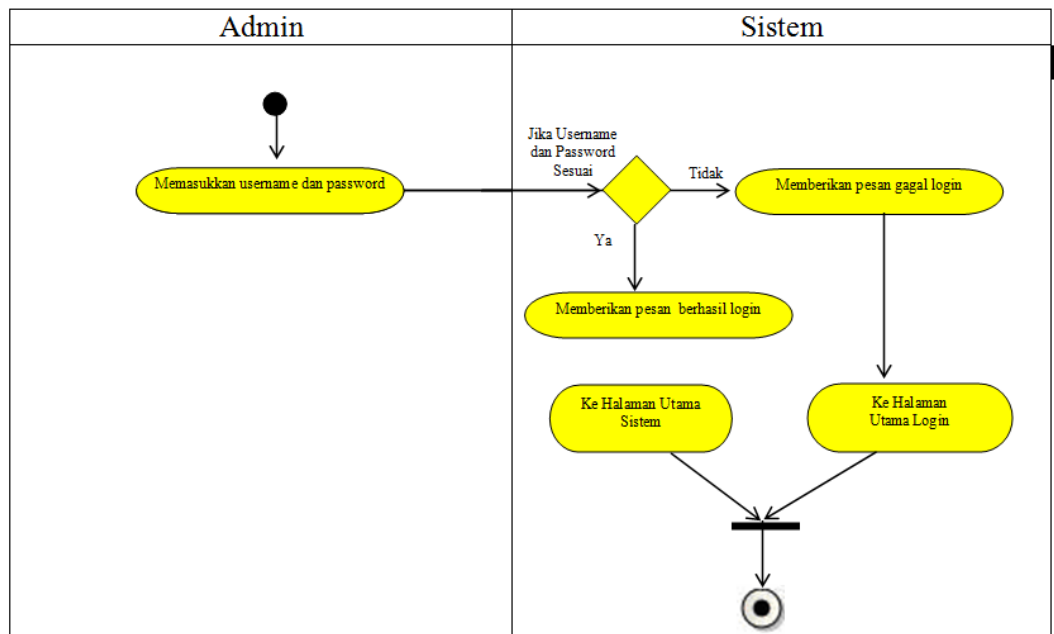 Admin
Sistem
Jika Username
dan Password
Sesuai
Memasukkan username dan password
Tidak
Memberikan pesan gagal login
Ya
Memberikan pesan berhasil login
Ke Halaman Utama
Sistem
Ke Halaman
Utama Login